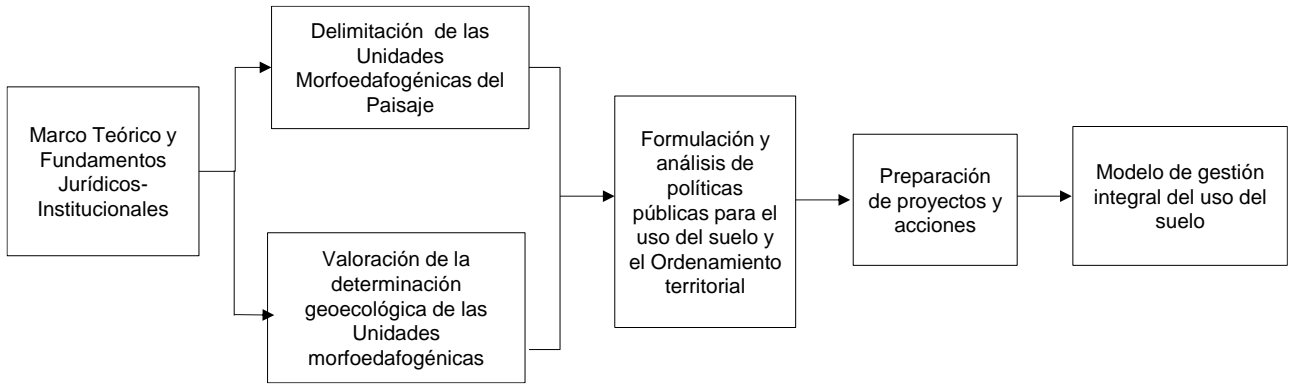 Marco Teórico y
Fundamentos
Jurídicos-
Institucionales
Delimitación de las
Unidades
Morfoedafogénicas del
Paisaje
Valoración de la
determinación
geoecológica de las
Unidades
morfoedafogénicas
Formulación y
análisis de
políticas
públicas para el
uso del suelo y
el Ordenamiento
territorial
Preparación
de proyectos y
acciones
Modelo de gestión
integral del uso del
suelo